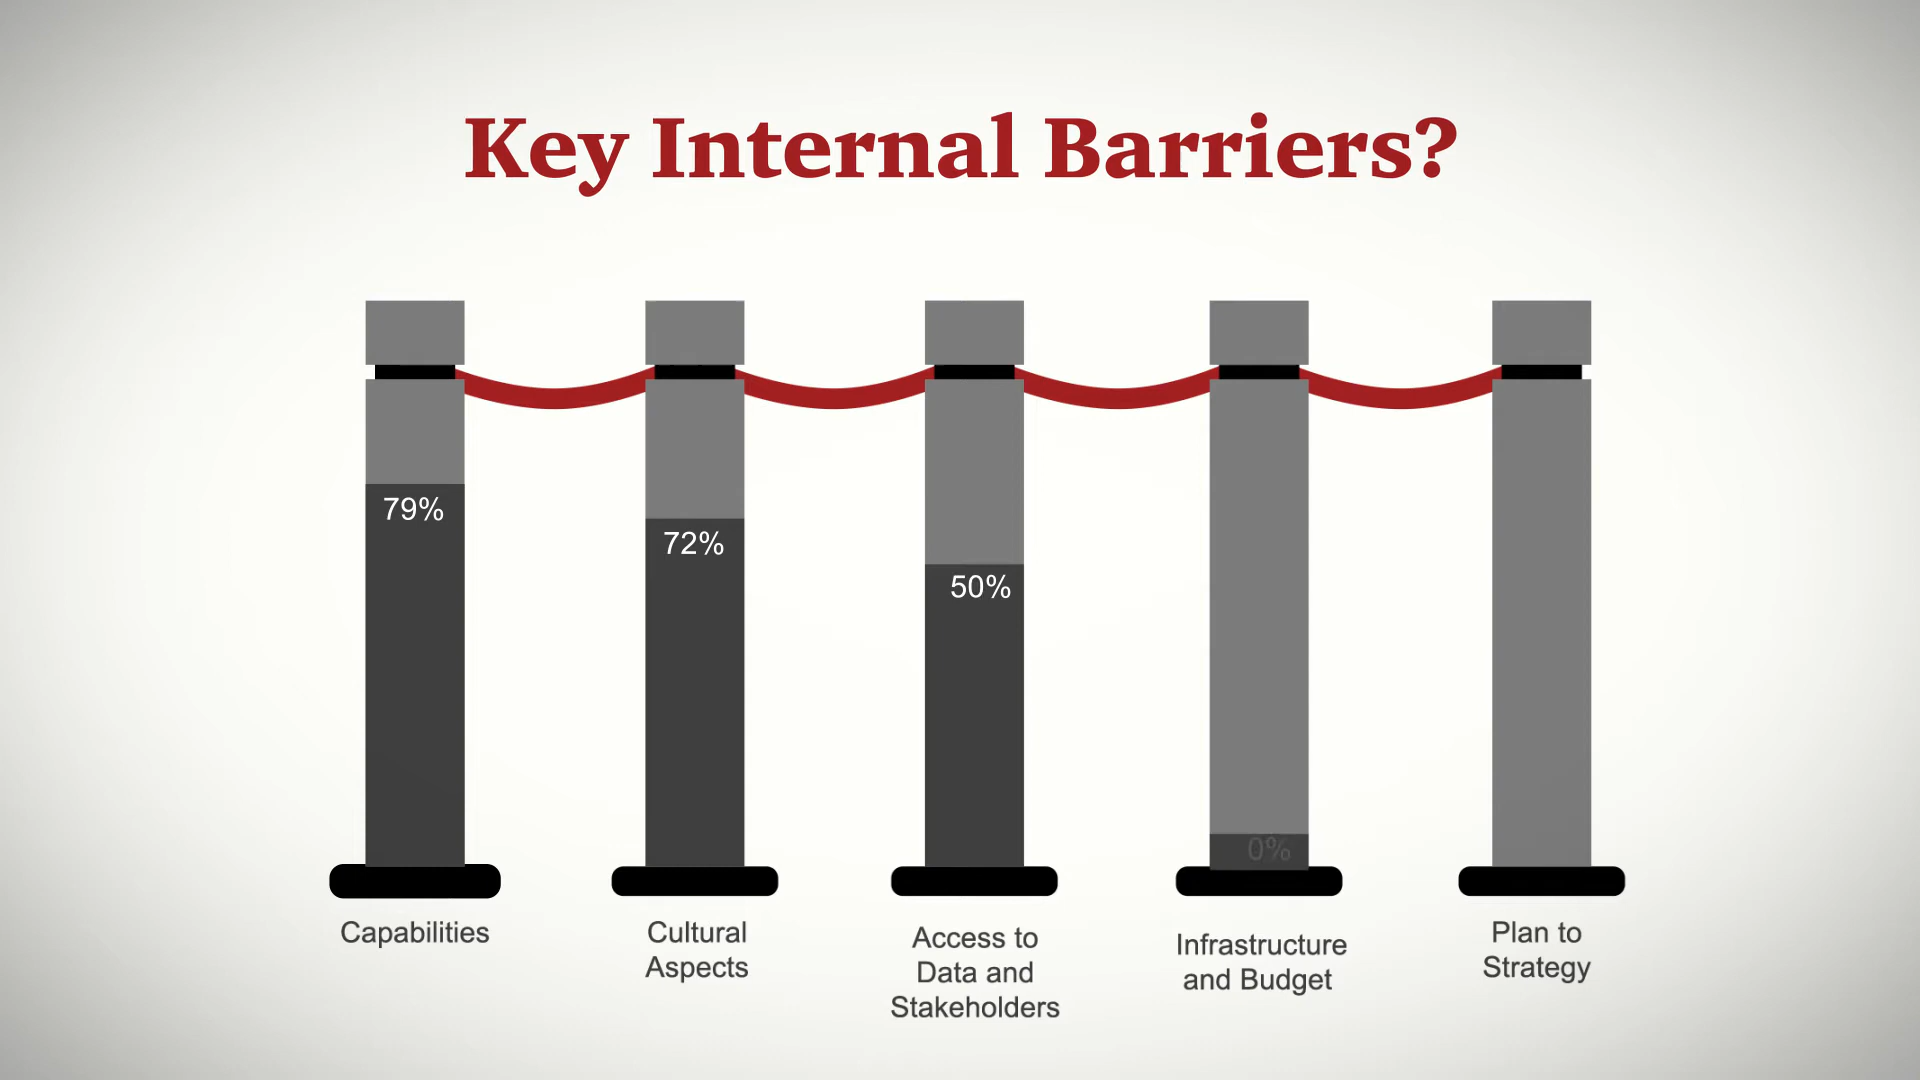 Key Internal Barriers?
79%
72%
50%
0%
Capabilities
Cultural
Aspects
Access to
Data and
Stakeholders
Infrastructure
and Budget
Plan to
Strategy